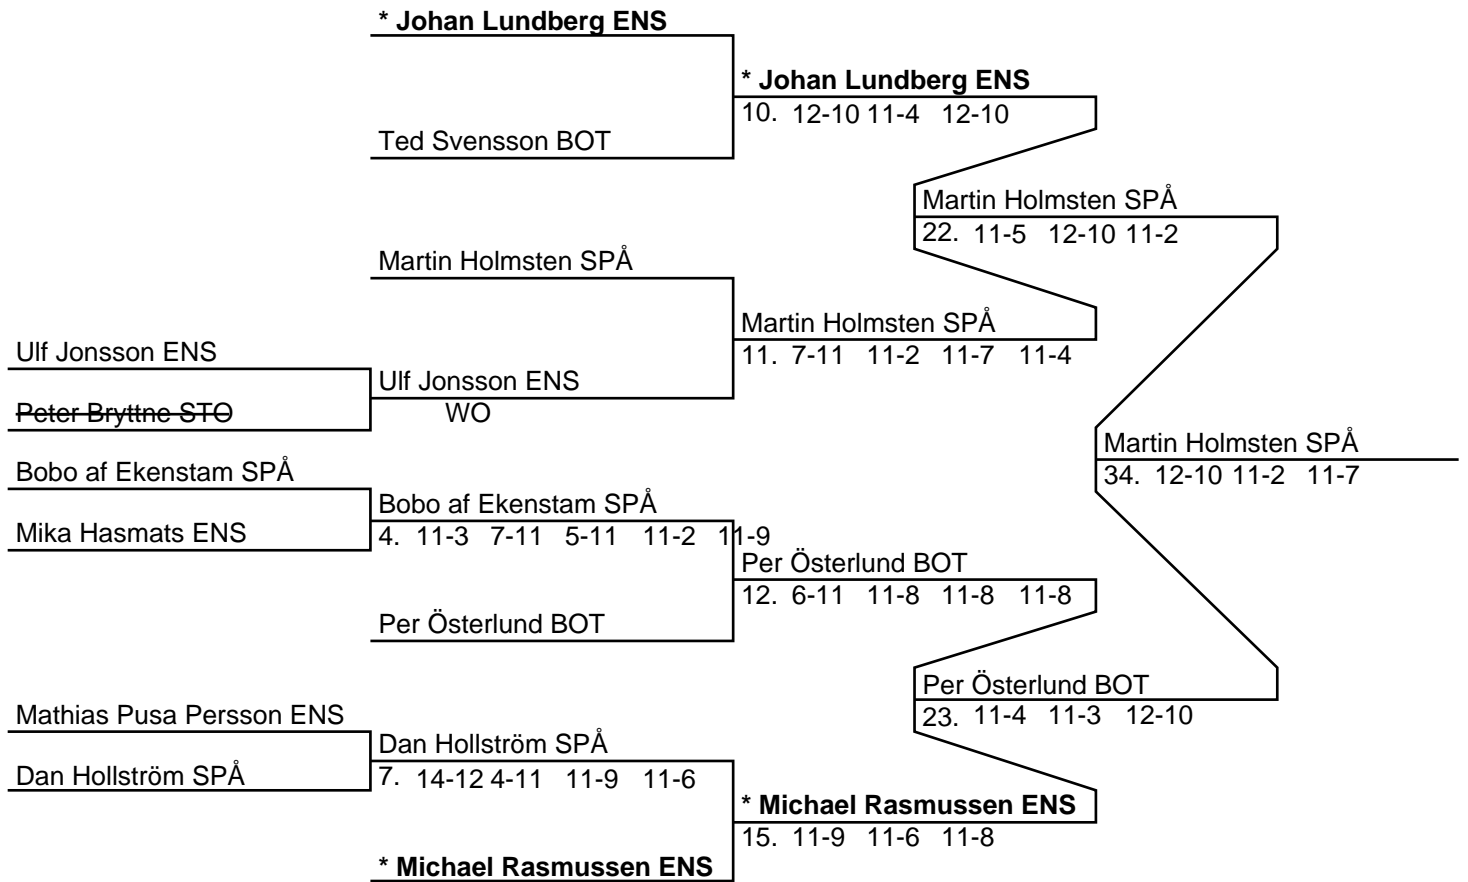 * Johan Lundberg ENS
* Johan Lundberg ENS
10. 12-10 11-4 12-10
Ted Svensson BOT
Martin Holmsten SPÅ
22. 11-5 12-10 11-2
Martin Holmsten SPÅ
Martin Holmsten SPÅ
11. 7-11 11-2 11-7 11-4
Ulf Jonsson ENS
Ulf Jonsson ENS
Peter Bryttne STO
WO
Martin Holmsten SPÅ
34. 12-10 11-2 11-7
Bobo af Ekenstam SPÅ
Bobo af Ekenstam SPÅ
Mika Hasmats ENS
4. 11-3 7-11 5-11 11-2 11-9
Per Österlund BOT
12. 6-11 11-8 11-8 11-8
Per Österlund BOT
Per Österlund BOT
23. 11-4 11-3 12-10
Mathias Pusa Persson ENS
Dan Hollström SPÅ
Dan Hollström SPÅ
7. 14-12 4-11 11-9 11-6
* Michael Rasmussen ENS
15. 11-9 11-6 11-8
* Michael Rasmussen ENS